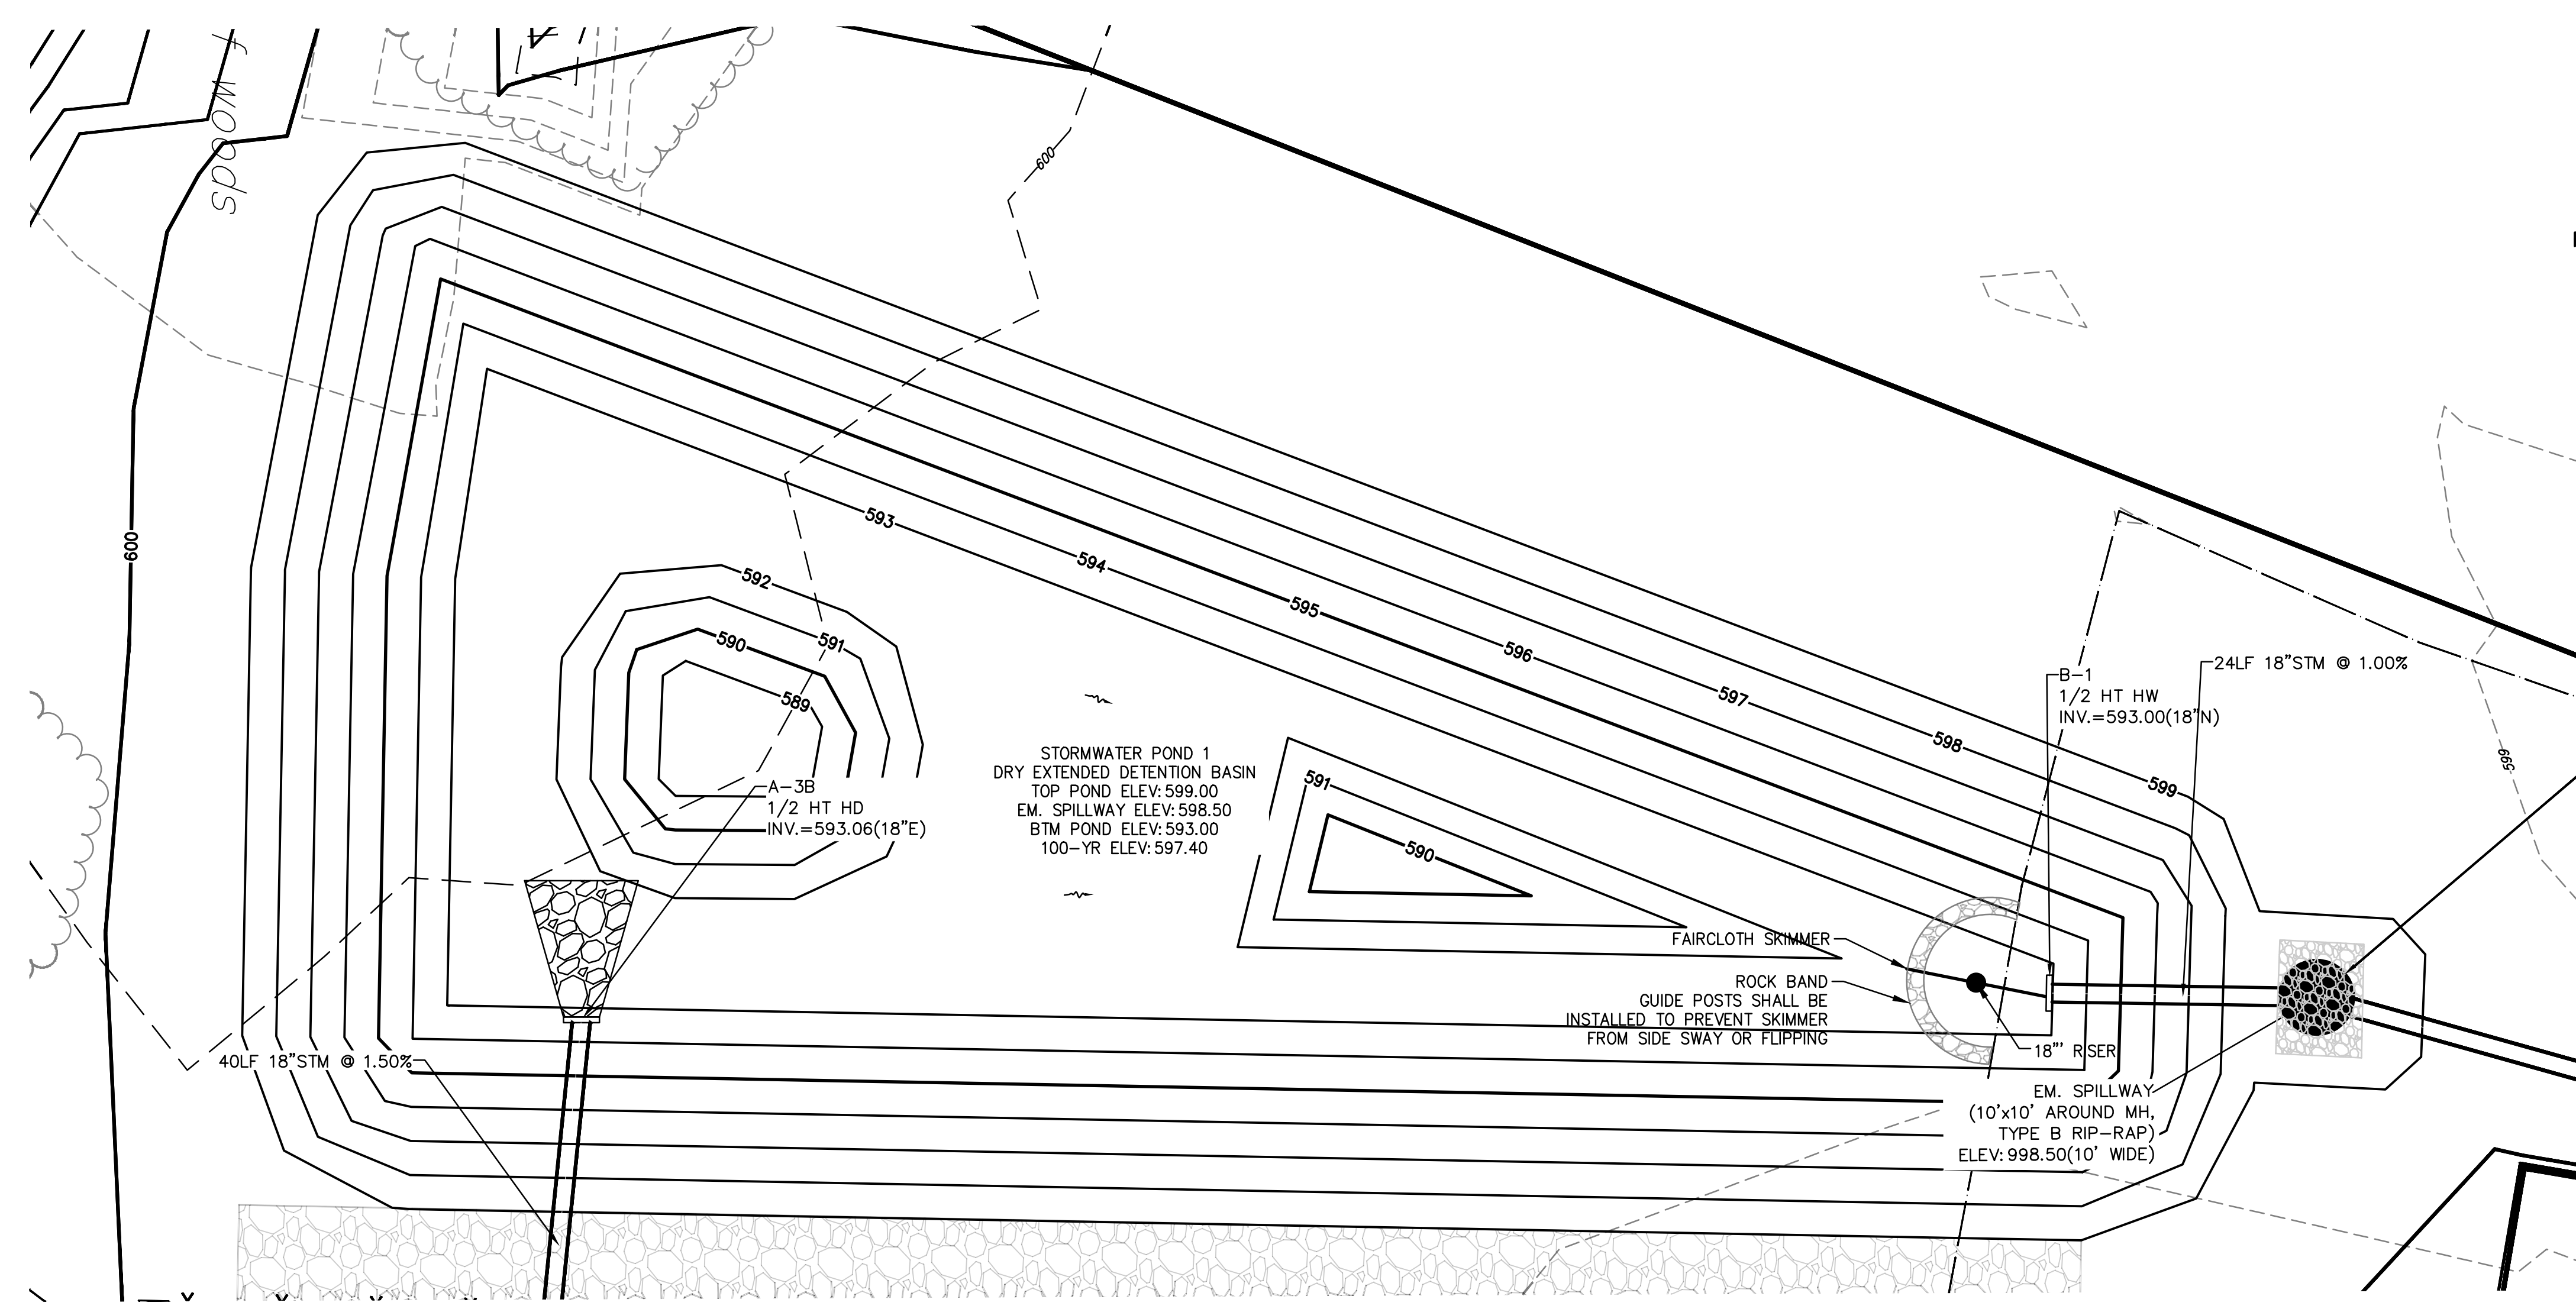 f Woods
600
600
593
594
595
596
597
598
599
592
591
590
589
591
590
599
STORMWATER POND 1
DRY EXTENDED DETENTION BASIN
TOP POND ELEV:599.00
EM. SPILLWAY ELEV:598.50
BTM POND ELEV:593.00
100-YR ELEV:597.40
A-3B
1/2 HT HD
INV.=593.06(18"E)
40LF 18"STM @ 1.50%
B-1
1/2 HT HW
INV.=593.00(18"N)
24LF 18"STM @ 1.00%
FAIRCLOTH SKIMMER
ROCK BAND
GUIDE POSTS SHALL BE
INSTALLED TO PREVENT SKIMMER
FROM SIDE SWAY OR FLIPPING
18"' RISER
EM. SPILLWAY
(10'x10' AROUND MH,
TYPE B RIP-RAP)
ELEV:998.50(10' WIDE)